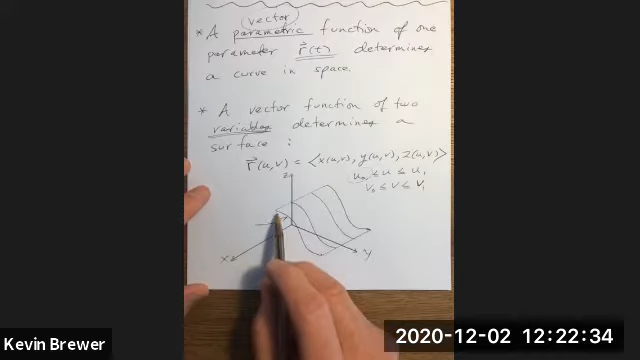 (vector)
* A parametric function of one
parameter r⃗(t) determines
a curve in space.
* A vector function of two
variables determines a
surface :
r⃗(u,v) = ⟨x(u,v), y(u,v), z(u,v)⟩
u₀ ≤ u ≤ u₁
v₀ ≤ v ≤ v₁
z
x
y
Kevin Brewer
2020-12-02 12:22:34